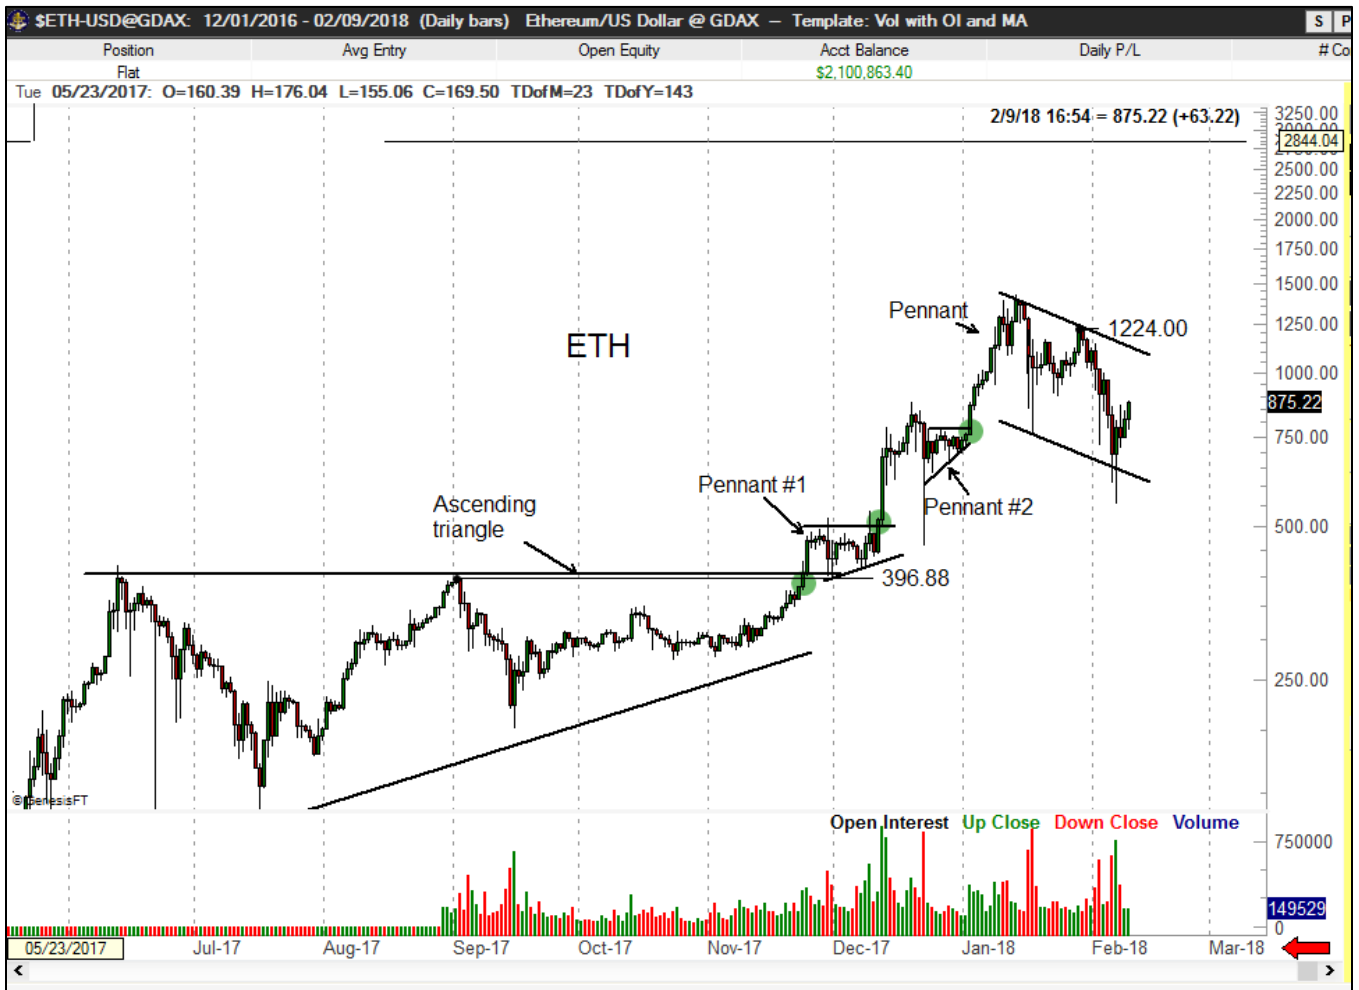 $ETH-USD@GDAX: 12/01/2016 - 02/09/2018 (Daily bars) Ethereum/US Dollar @ GDAX — Template: Vol with OI and MA
S P
Position Avg Entry Open Equity Acct Balance Daily P/L # Co
Flat $2,100,863.40
Tue 05/23/2017: O=160.39 H=176.04 L=155.06 C=169.50 TDofM=23 TDofY=143
2/9/18 16:54 = 875.22 (+63.22)
3250.00
2844.04
2500.00
2250.00
2000.00
1750.00
1500.00
Pennant
1250.00
1224.00
ETH
1000.00
875.22
750.00
Pennant #1
Ascending
triangle
Pennant #2
500.00
396.88
250.00
© GenesisFT
Open Interest Up Close Down Close Volume
750000
149529
0
05/23/2017 Jul-17 Aug-17 Sep-17 Oct-17 Nov-17 Dec-17 Jan-18 Feb-18 Mar-18